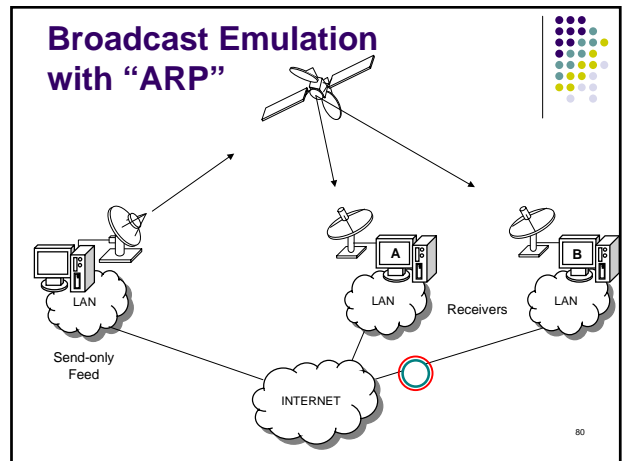 Broadcast Emulation
with “ARP”
A
B
LAN
LAN
Receivers
LAN
Send-only
Feed
INTERNET
80